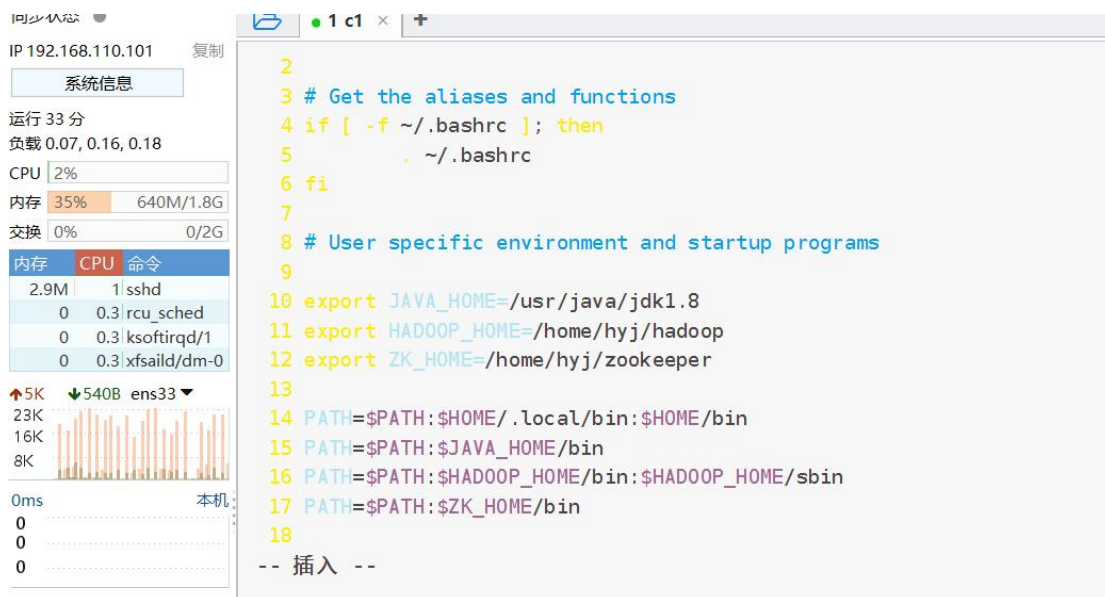 同步状态
IP 192.168.110.101 复制
系统信息
运行 33 分
负载 0.07, 0.16, 0.18
CPU 2%
内存 35% 640M/1.8G
交换 0% 0/2G
内存 CPU 命令
2.9M 1 sshd
0 0.3 rcu_sched
0 0.3 ksoftirqd/1
0 0.3 xfsaild/dm-0
5K 540B ens33
23K
16K
8K
0ms 本机
0
0
0
1 c1 × +
2
3 # Get the aliases and functions
4 if [ -f ~/.bashrc ]; then
5 . ~/.bashrc
6 fi
7
8 # User specific environment and startup programs
9
10 export JAVA_HOME=/usr/java/jdk1.8
11 export HADOOP_HOME=/home/hyj/hadoop
12 export ZK_HOME=/home/hyj/zookeeper
13
14 PATH=$PATH:$HOME/.local/bin:$HOME/bin
15 PATH=$PATH:$JAVA_HOME/bin
16 PATH=$PATH:$HADOOP_HOME/bin:$HADOOP_HOME/sbin
17 PATH=$PATH:$ZK_HOME/bin
18
-- 插入 --